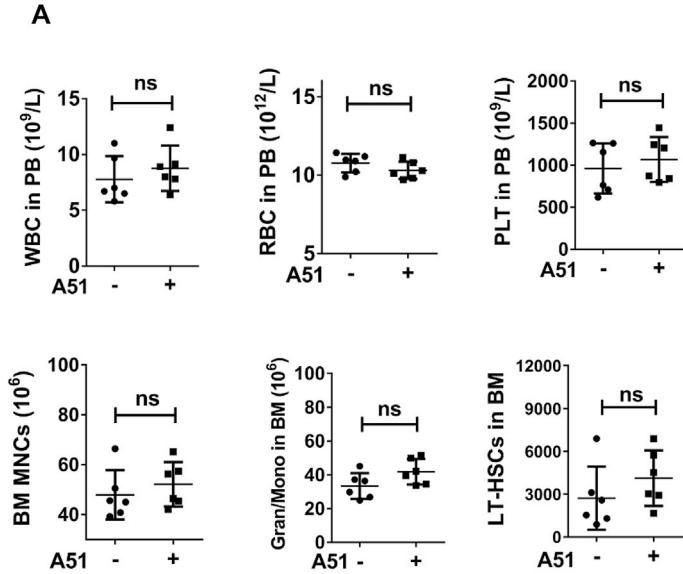 A
ns
WBC in PB (10⁹/L)
15
10
5
0
A51 - +
ns
RBC in PB (10¹²/L)
15
10
5
A51 - +
ns
PLT in PB (10⁹/L)
2000
1500
1000
500
0
A51 - +
ns
BM MNCs (10⁶)
100
80
60
40
A51 - +
ns
Gran/Mono in BM (10⁶)
100
80
60
40
20
0
A51 - +
ns
LT-HSCs in BM
12000
9000
6000
3000
0
A51 - +